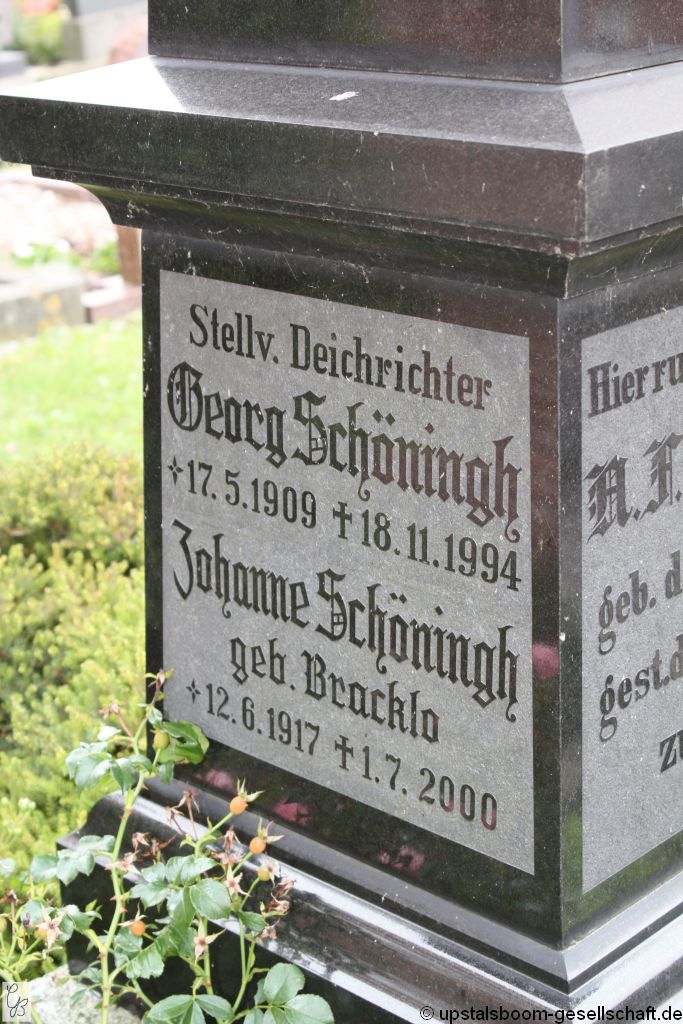 Stellv. Deichrichter
Georg Schöningh
✧17.5.1909 ✝18.11.1994
Johanne Schöningh
geb. Bracklo
✧12.6.1917 ✝1.7.2000
Hier ru
A. F.
geb. d.
gest. d.
zu
© upstalsboom-gesellschaft.de